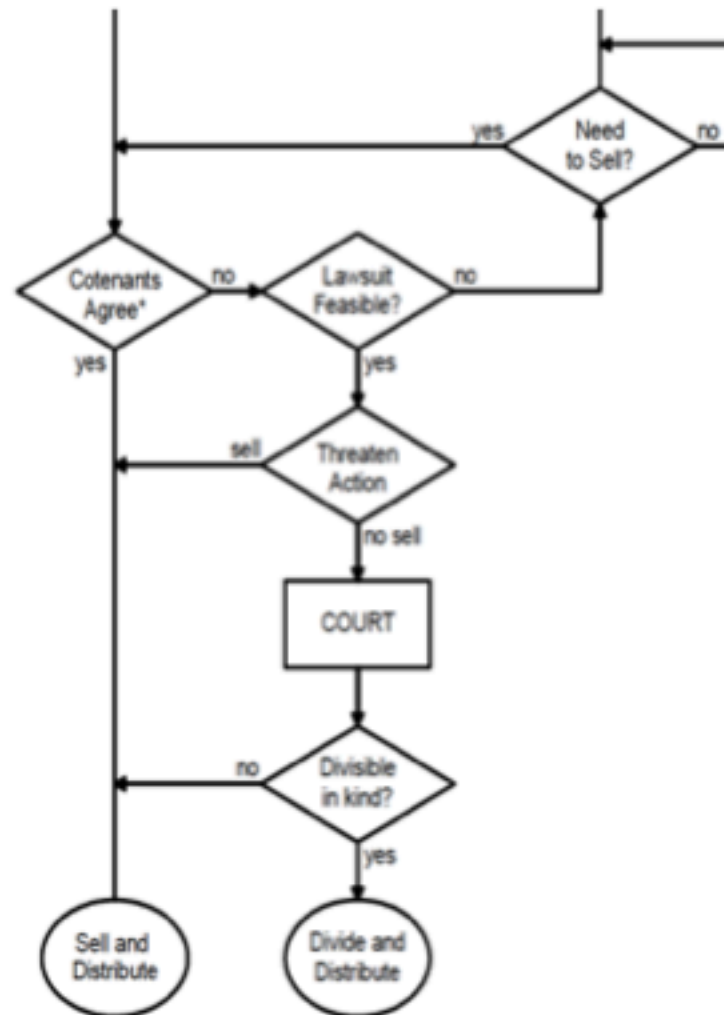 Need
to Sell?
yes
no
Cotenants
Agree*
no
Lawsuit
Feasible?
no
yes
yes
Threaten
Action
sell
no sell
COURT
Divisible
in kind?
no
yes
Sell and
Distribute
Divide and
Distribute